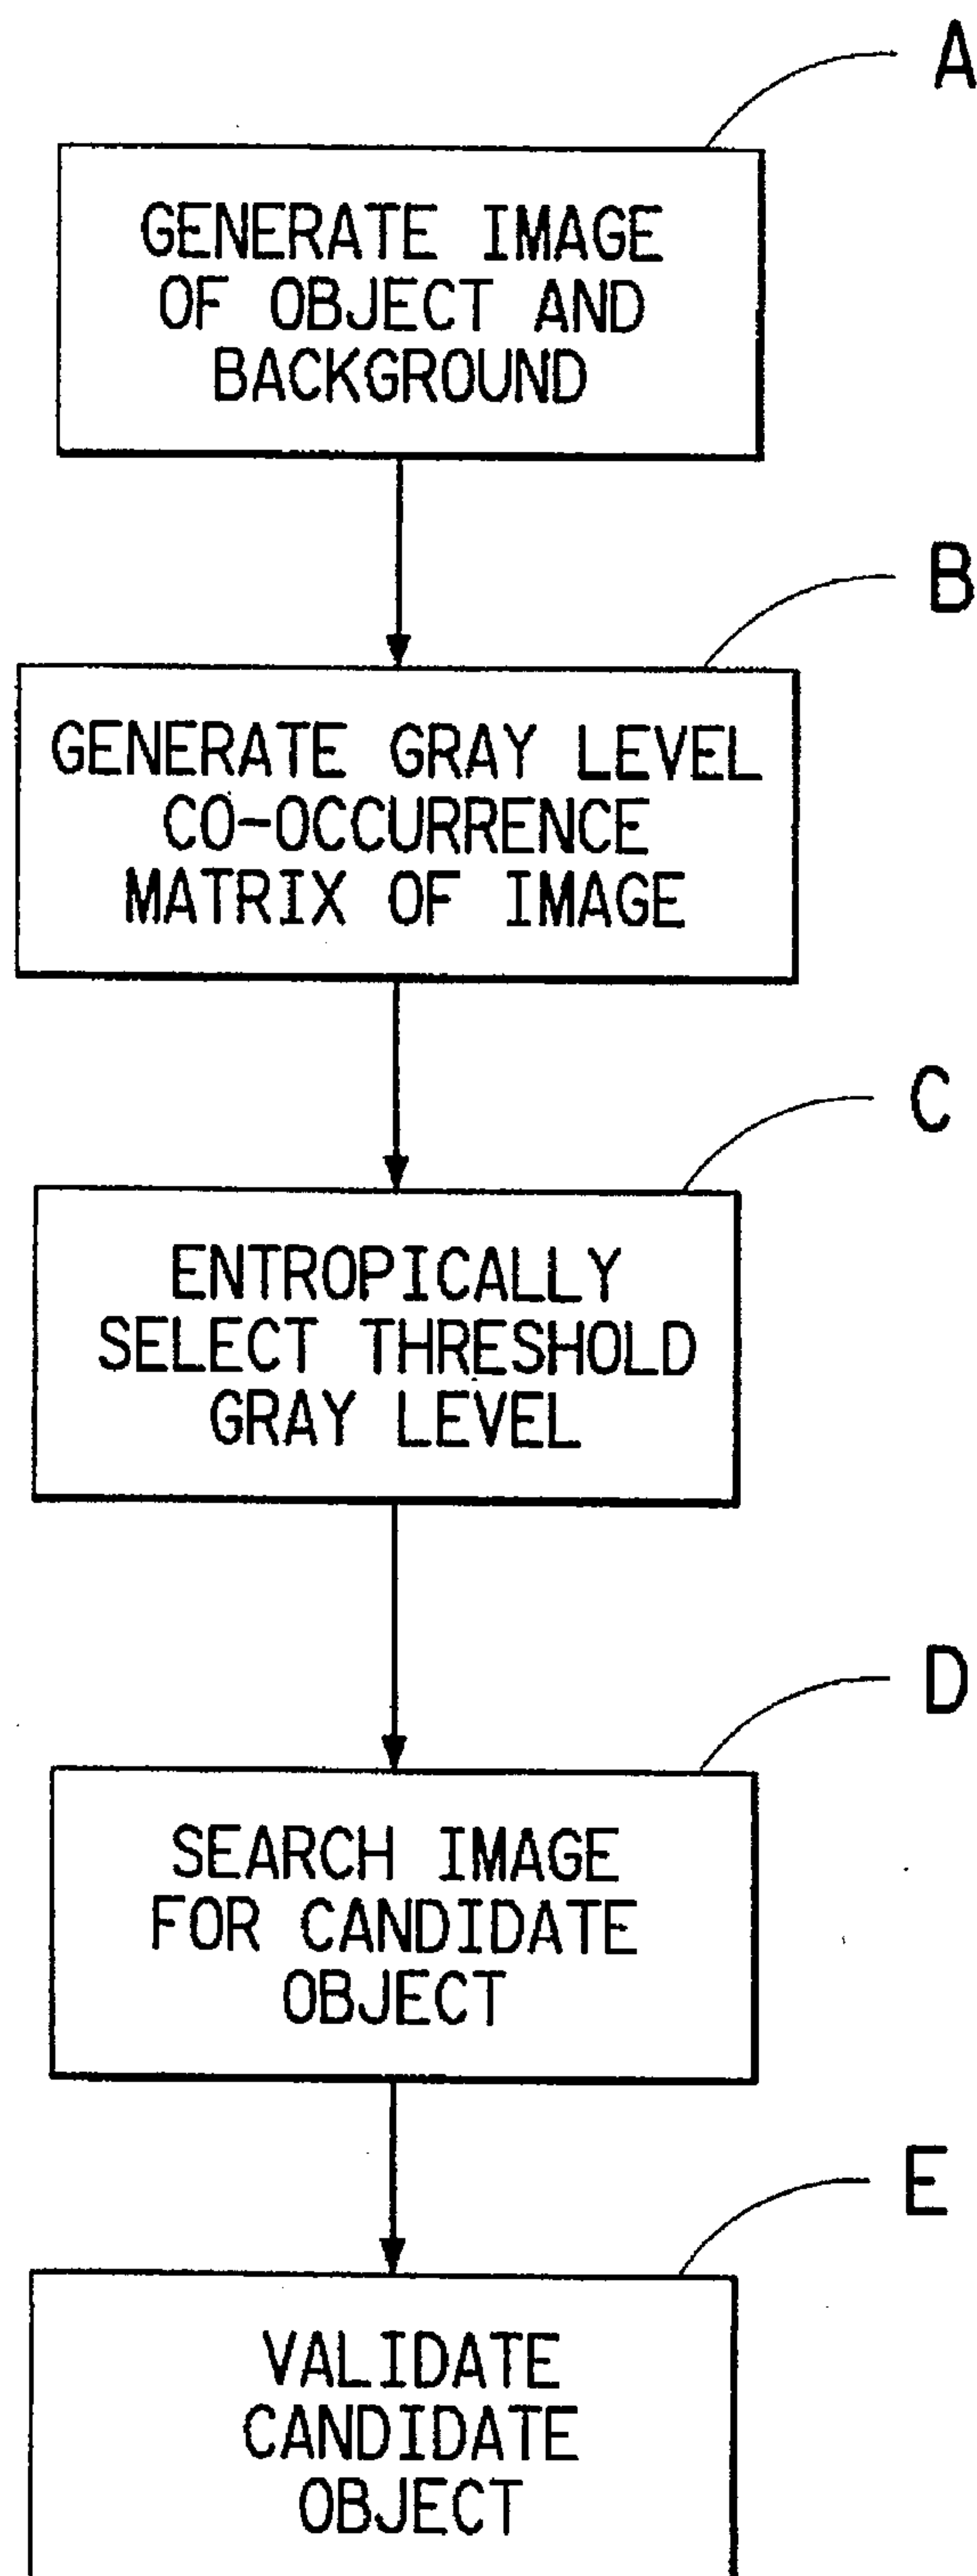 A
GENERATE IMAGE
OF OBJECT AND
BACKGROUND
B
GENERATE GRAY LEVEL
CO-OCCURRENCE
MATRIX OF IMAGE
C
ENTROPICALLY
SELECT THRESHOLD
GRAY LEVEL
D
SEARCH IMAGE
FOR CANDIDATE
OBJECT
E
VALIDATE
CANDIDATE
OBJECT